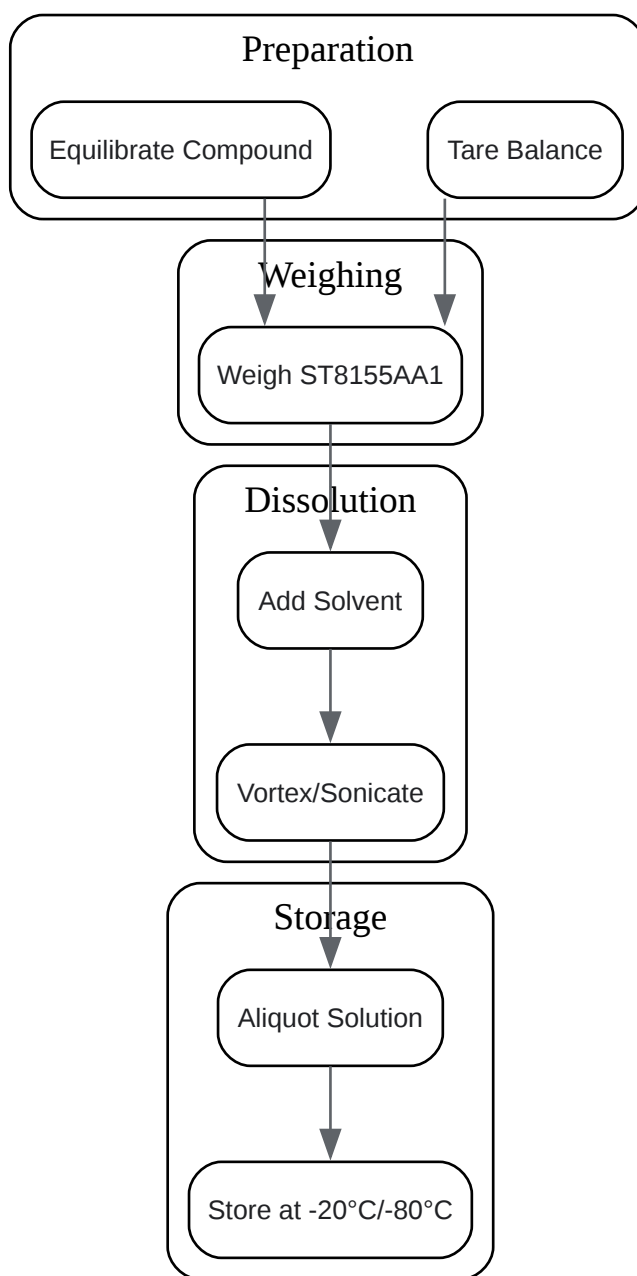 Preparation
Equilibrate Compound
Tare Balance
Weighing
Weigh ST8155AA1
Dissolution
Add Solvent
Vortex/Sonicate
Storage
Aliquot Solution
Store at -20°C/-80°C